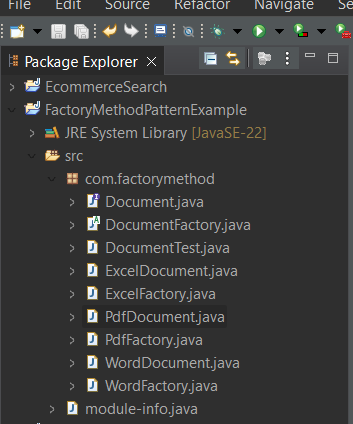 File Edit Source Refactor Navigate Se
Package Explorer
EcommerceSearch
FactoryMethodPatternExample
JRE System Library [JavaSE-22]
src
com.factorymethod
Document.java
DocumentFactory.java
DocumentTest.java
ExcelDocument.java
ExcelFactory.java
PdfDocument.java
PdfFactory.java
WordDocument.java
WordFactory.java
module-info.java